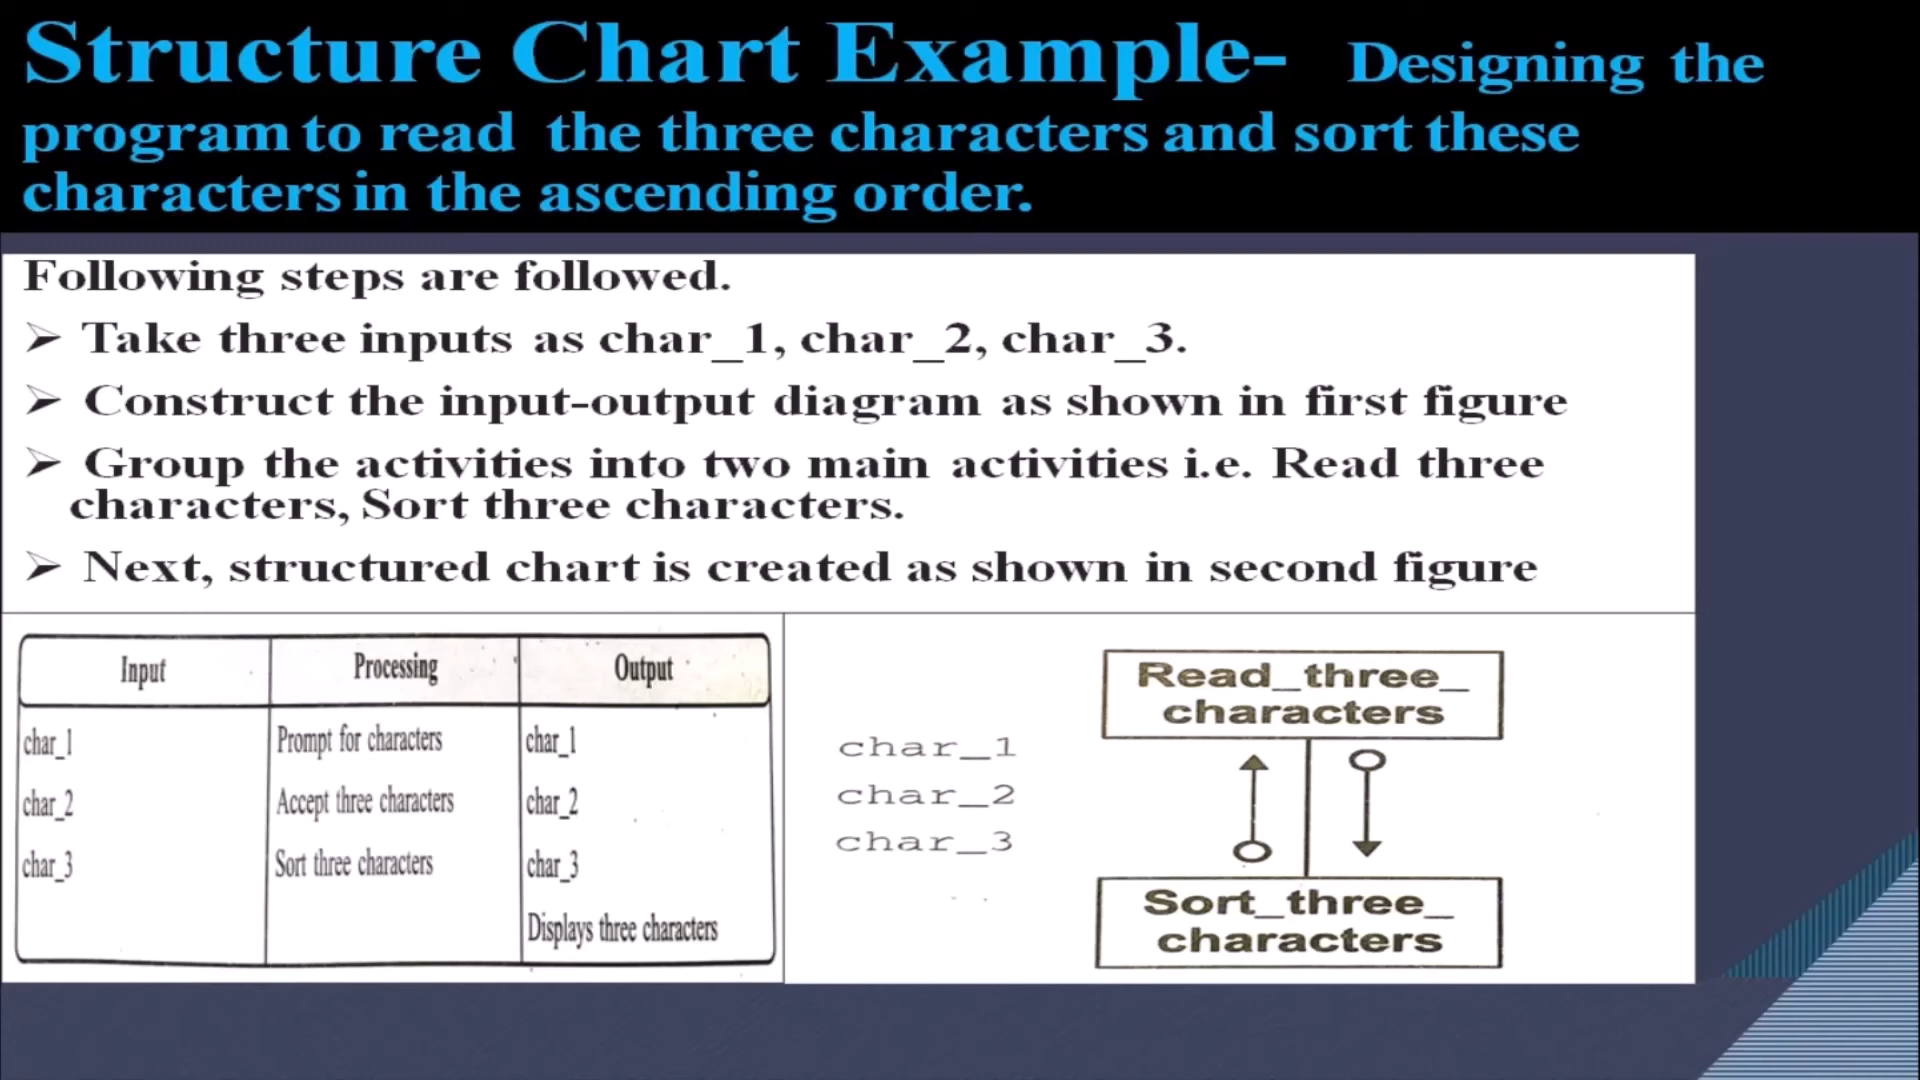 Structure Chart Example- Designing the
program to read the three characters and sort these
characters in the ascending order.
Following steps are followed.
➢ Take three inputs as char_1, char_2, char_3.
➢ Construct the input-output diagram as shown in first figure
➢ Group the activities into two main activities i.e. Read three
characters, Sort three characters.
➢ Next, structured chart is created as shown in second figure
Input Processing Output
char_1 Prompt for characters char_1
char_2 Accept three characters char_2
char_3 Sort three characters char_3
Displays three characters
Read_three_
characters
char_1
char_2
char_3
Sort_three_
characters